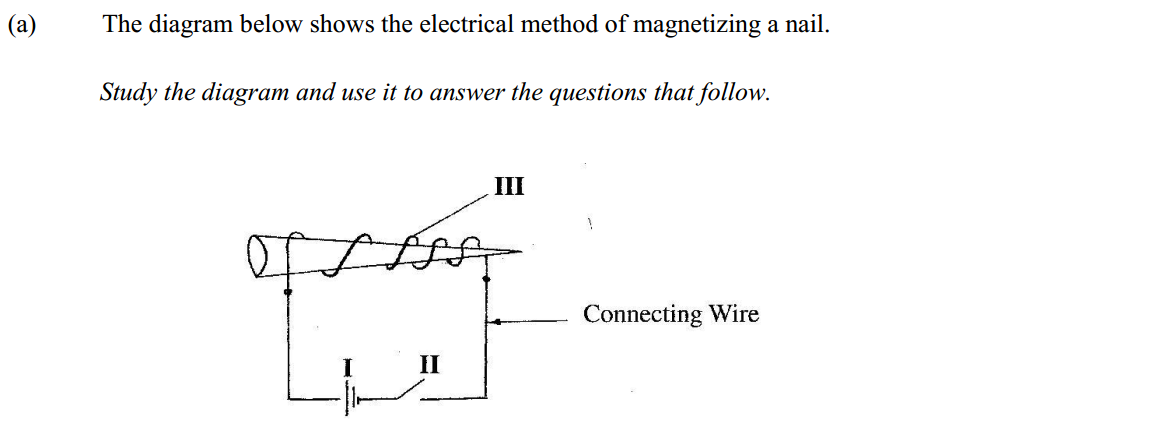 (a) The diagram below shows the electrical method of magnetizing a nail.
Study the diagram and use it to answer the questions that follow.
III
Connecting Wire
I II